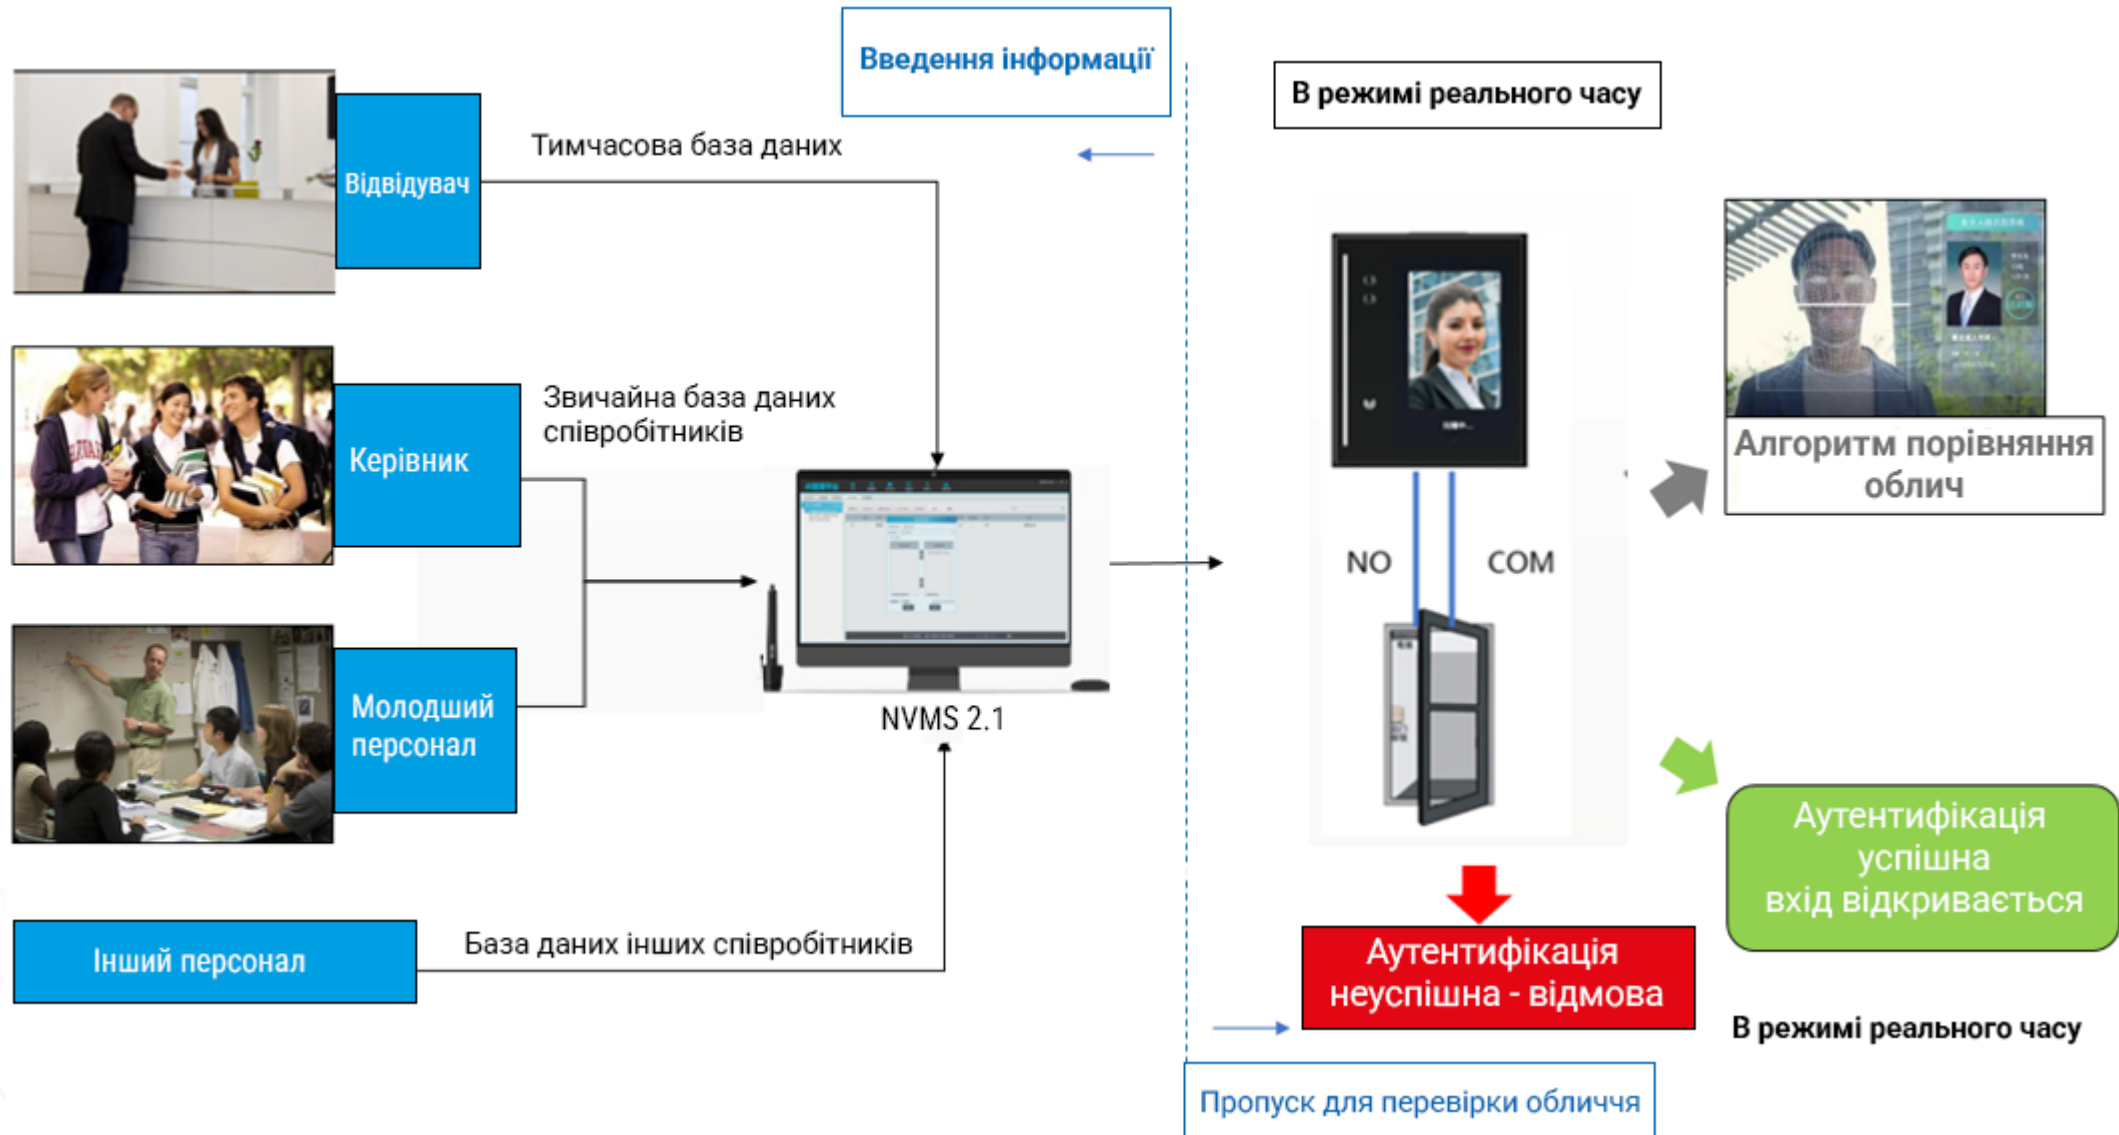 Введення інформації
В режимі реального часу
Тимчасова база даних
Відвідувач
Звичайна база даних
співробітників
Керівник
Алгоритм порівняння
облич
NO
COM
Молодший
персонал
NVMS 2.1
Аутентифікація
успішна
вхід відкривається
Інший персонал
База даних інших співробітників
Аутентифікація
неуспішна - відмова
В режимі реального часу
Пропуск для перевірки обличчя